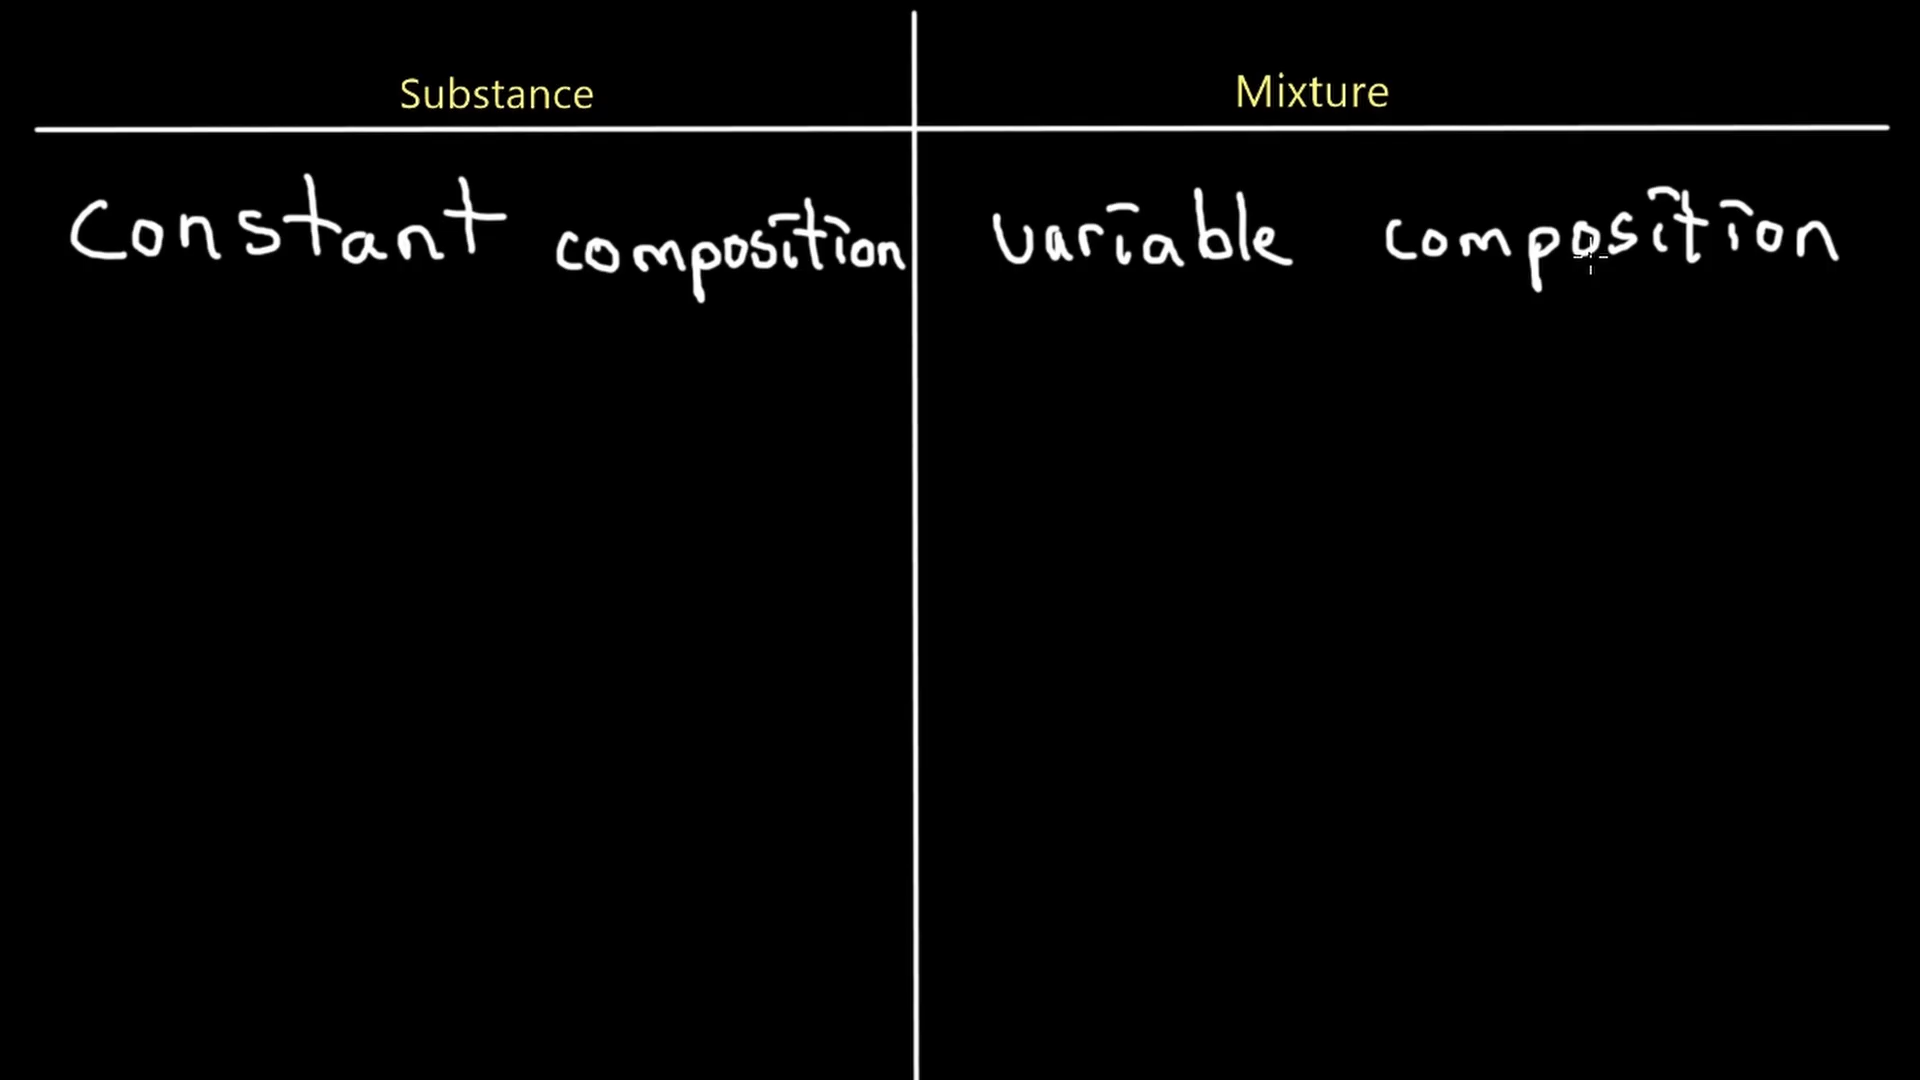 Substance
Mixture
Constant composition
variable composition